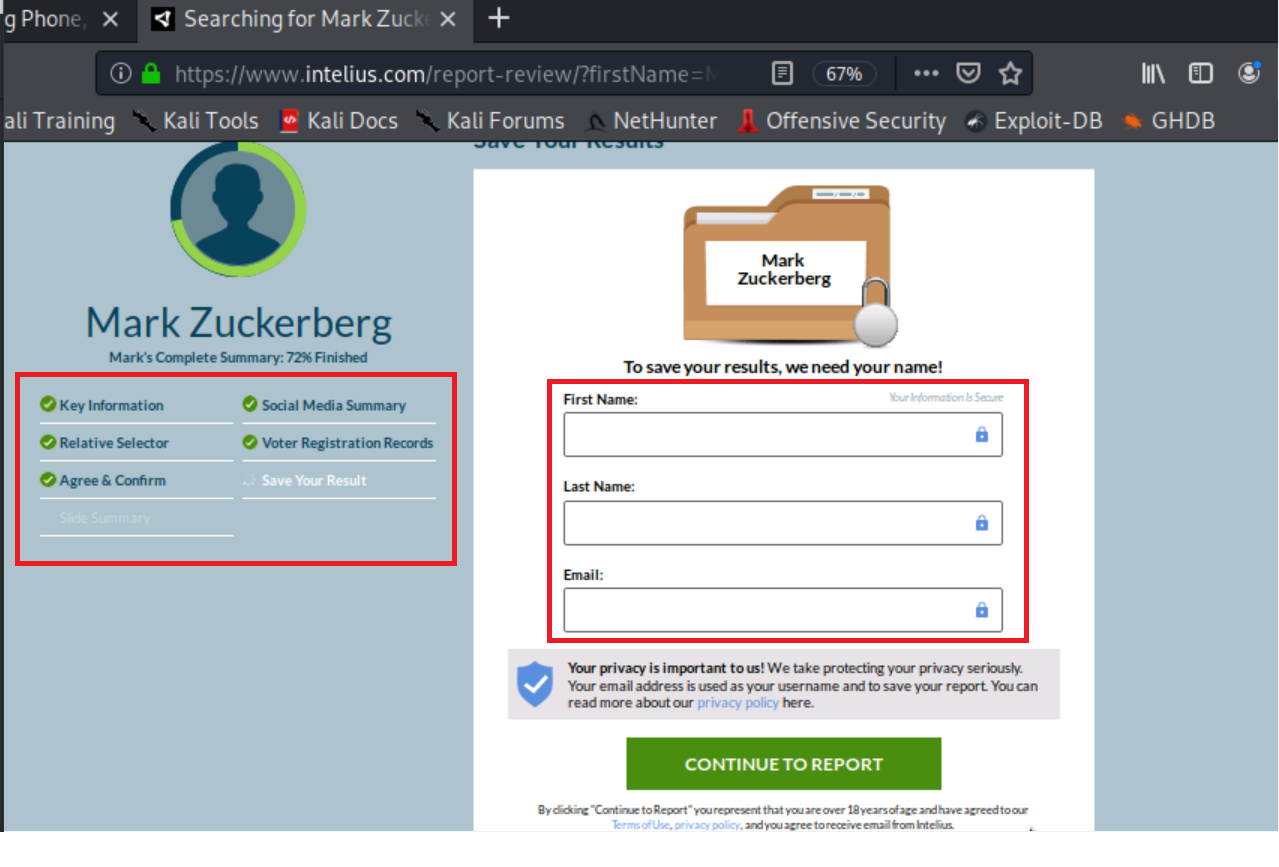 g Phone,
Searching for Mark Zucke
https://www.intelius.com/report-review/?firstName=M
67%
ali Training
Kali Tools
Kali Docs
Kali Forums
NetHunter
Offensive Security
Exploit-DB
GHDB
Save Your Results
Mark
Zuckerberg
Mark Zuckerberg
Mark's Complete Summary: 72% Finished
Key Information
Social Media Summary
Relative Selector
Voter Registration Records
Agree & Confirm
Save Your Result
Slide Summary
To save your results, we need your name!
First Name:
Your Information Is Secure
Last Name:
Email:
Your privacy is important to us! We take protecting your privacy seriously.
Your email address is used as your username and to save your report. You can
read more about our privacy policy here.
CONTINUE TO REPORT
By clicking "Continue to Report" you represent that you are over 18 years of age and have agreed to our
Terms of Use, privacy policy, and you agree to receive email from Intelius.